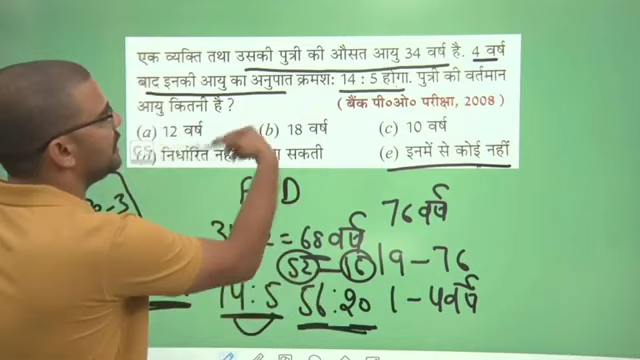 एक व्यक्ति तथा उसकी पुत्री की औसत आयु 34 वर्ष है. 4 वर्ष
बाद इनकी आयु का अनुपात क्रमश: 14 : 5 होगा. पुत्री की वर्तमान
आयु कितनी है ?
(बैंक पी०ओ० परीक्षा, 2008)
(a) 12 वर्ष (b) 18 वर्ष (c) 10 वर्ष
निर्धारित सकती (e) इनमें से कोई नहीं
D
76 वर्ष
= 68 वर्ष
52 16 19 - 76
14 : 5 56 : 20 1 - 4 वर्ष